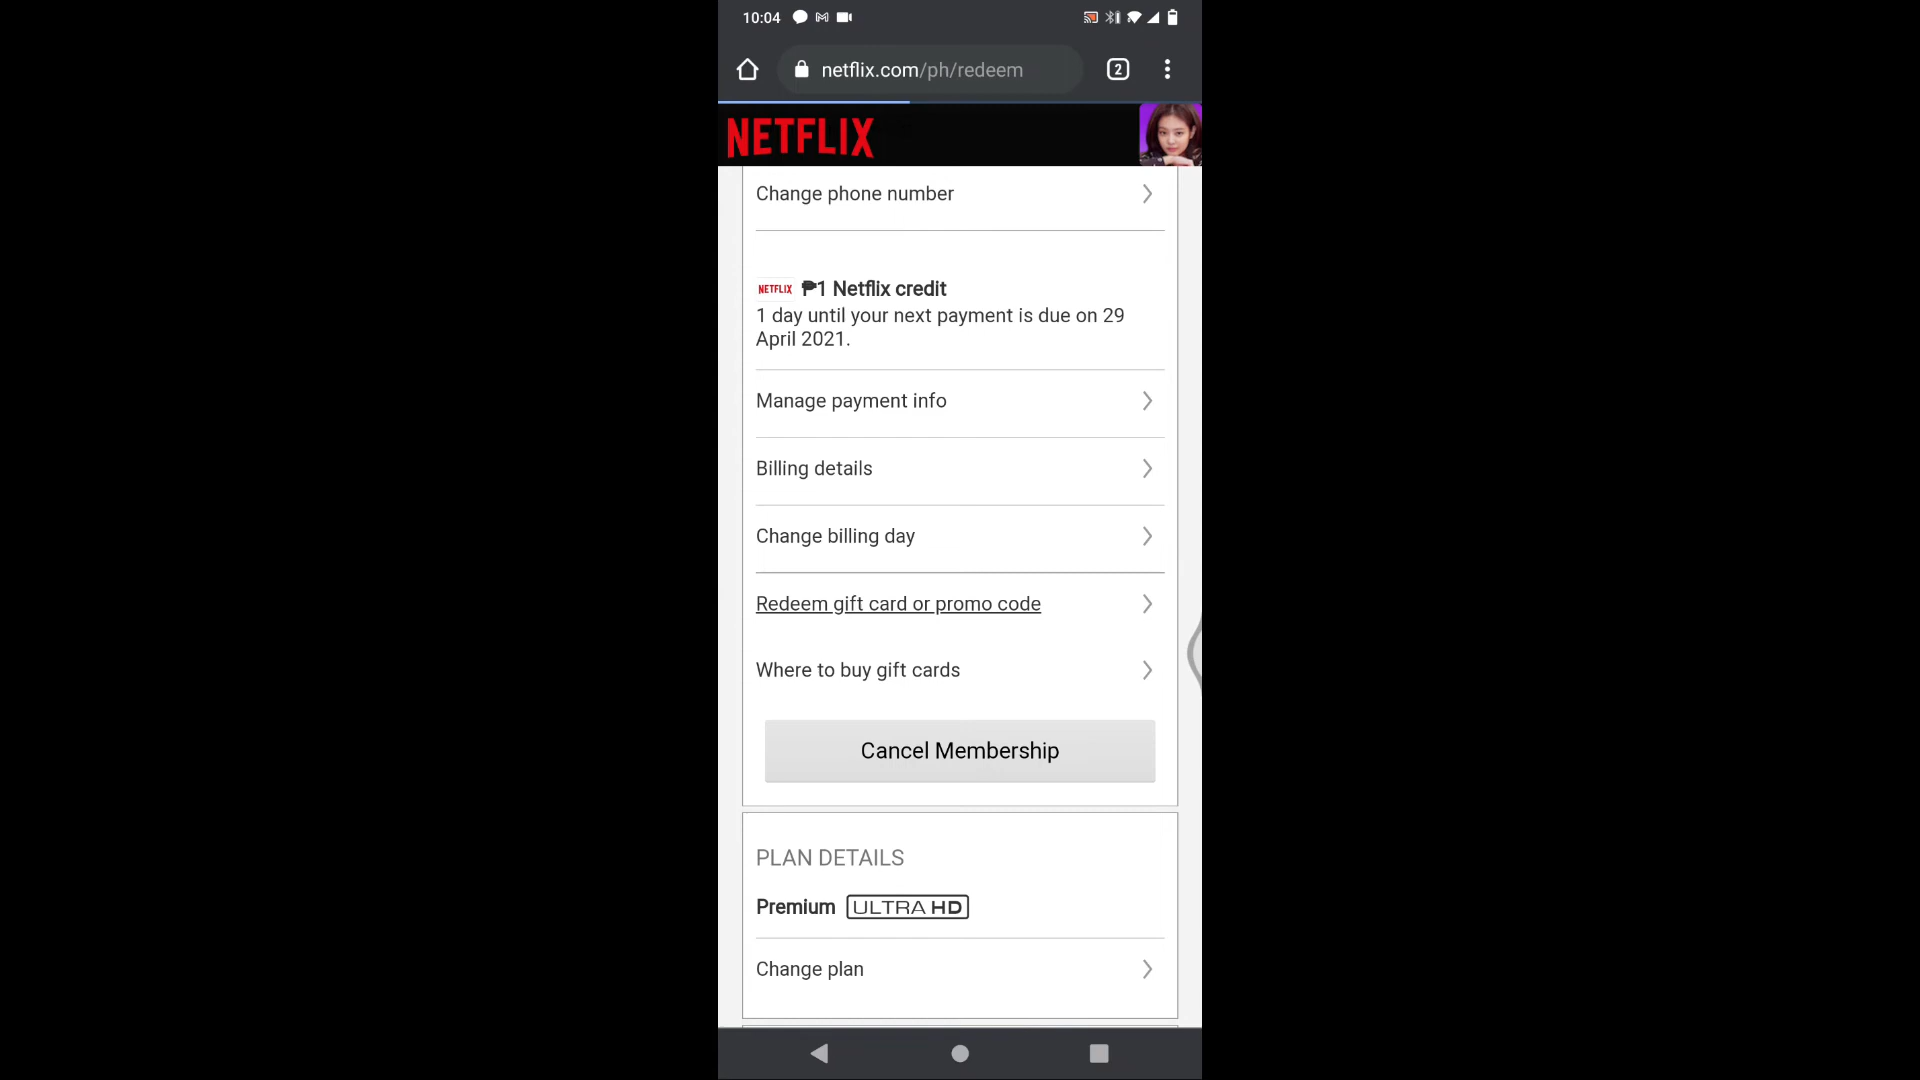 10:04
netflix.com/ph/redeem
2
NETFLIX
Change phone number
NETFLIX ₱1 Netflix credit
1 day until your next payment is due on 29
April 2021.
Manage payment info
Billing details
Change billing day
Redeem gift card or promo code
Where to buy gift cards
Cancel Membership
PLAN DETAILS
Premium ULTRA HD
Change plan